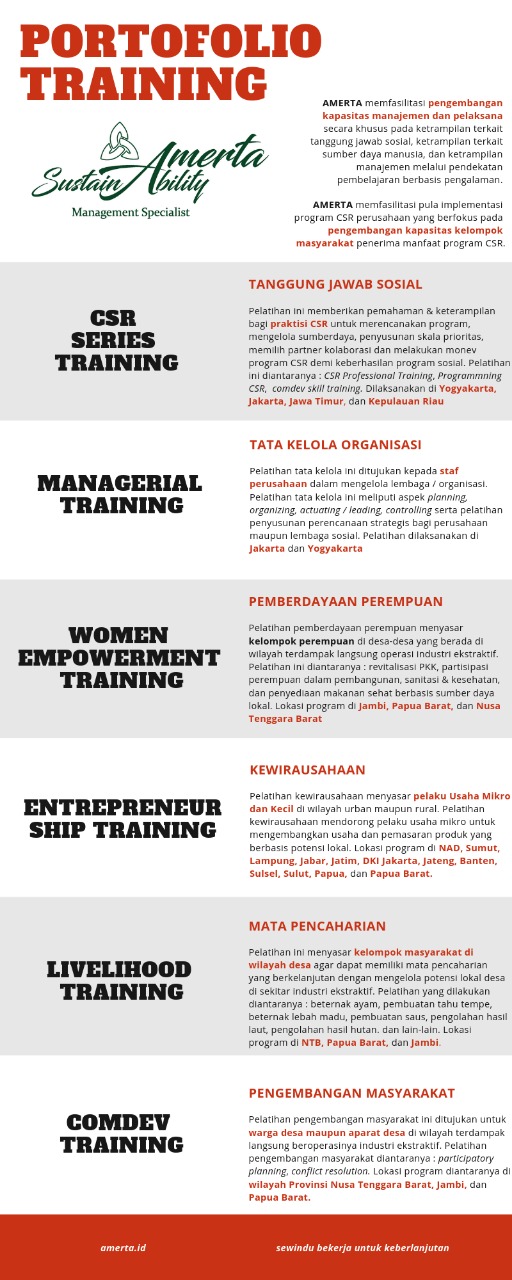 PORTOFOLIO
TRAINING
Amerta
SustainAbility
Management Specialist
AMERTA memfasilitasi pengembangan
kapasitas manajemen dan pelaksana
secara khusus pada ketrampilan terkait
tanggung jawab sosial, ketrampilan terkait
sumber daya manusia, dan ketrampilan
manajemen melalui pendekatan
pembelajaran berbasis pengalaman.
AMERTA memfasilitasi pula implementasi
program CSR perusahaan yang berfokus pada
pengembangan kapasitas kelompok
masyarakat penerima manfaat program CSR.
CSR
SERIES
TRAINING
TANGGUNG JAWAB SOSIAL
Pelatihan ini memberikan pemahaman & keterampilan
bagi praktisi CSR untuk merencanakan program,
mengelola sumberdaya, penyusunan skala prioritas,
memilih partner kolaborasi dan melakukan monev
program CSR demi keberhasilan program sosial. Pelatihan
ini diantaranya : CSR Professional Training, Programmning
CSR, comdev skill training. Dilaksanakan di Yogyakarta,
Jakarta, Jawa Timur, dan Kepulauan Riau
MANAGERIAL
TRAINING
TATA KELOLA ORGANISASI
Pelatihan tata kelola ini ditujukan kepada staf
perusahaan dalam mengelola lembaga / organisasi.
Pelatihan tata kelola ini meliputi aspek planning,
organizing, actuating / leading, controlling serta pelatihan
penyusunan perencanaan strategis bagi perusahaan
maupun lembaga sosial. Pelatihan dilaksanakan di
Jakarta dan Yogyakarta
WOMEN
EMPOWERMENT
TRAINING
PEMBERDAYAAN PEREMPUAN
Pelatihan pemberdayaan perempuan menyasar
kelompok perempuan di desa-desa yang berada di
wilayah terdampak langsung operasi industri ekstraktif.
Pelatihan ini diantaranya : revitalisasi PKK, partisipasi
perempuan dalam pembangunan, sanitasi & kesehatan,
dan penyediaan makanan sehat berbasis sumber daya
lokal. Lokasi program di Jambi, Papua Barat, dan Nusa
Tenggara Barat
ENTREPRENEUR
SHIP TRAINING
KEWIRAUSAHAAN
Pelatihan kewirausahaan menyasar pelaku Usaha Mikro
dan Kecil di wilayah urban maupun rural. Pelatihan
kewirausahaan mendorong pelaku usaha mikro untuk
mengembangkan usaha dan pemasaran produk yang
berbasis potensi lokal. Lokasi program di NAD, Sumut,
Lampung, Jabar, Jatim, DKI Jakarta, Jateng, Banten,
Sulsel, Sulut, Papua, dan Papua Barat.
LIVELIHOOD
TRAINING
MATA PENCAHARIAN
Pelatihan ini menyasar kelompok masyarakat di
wilayah desa agar dapat memiliki mata pencaharian
yang berkelanjutan dengan mengelola potensi lokal desa
di sekitar industri ekstraktif. Pelatihan yang dilakukan
diantaranya : beternak ayam, pembuatan tahu tempe,
beternak lebah madu, pembuatan saus, pengolahan hasil
laut, pengolahan hasil hutan. dan lain-lain. Lokasi
program di NTB, Papua Barat, dan Jambi.
COMDEV
TRAINING
PENGEMBANGAN MASYARAKAT
Pelatihan pengembangan masyarakat ini ditujukan untuk
warga desa maupun aparat desa di wilayah terdampak
langsung beroperasinya industri ekstraktif. Pelatihan
pengembangan masyarakat diantaranya : participatory
planning, conflict resolution. Lokasi program diantaranya di
wilayah Provinsi Nusa Tenggara Barat, Jambi, dan
Papua Barat.
amerta.id
sewindu bekerja untuk keberlanjutan